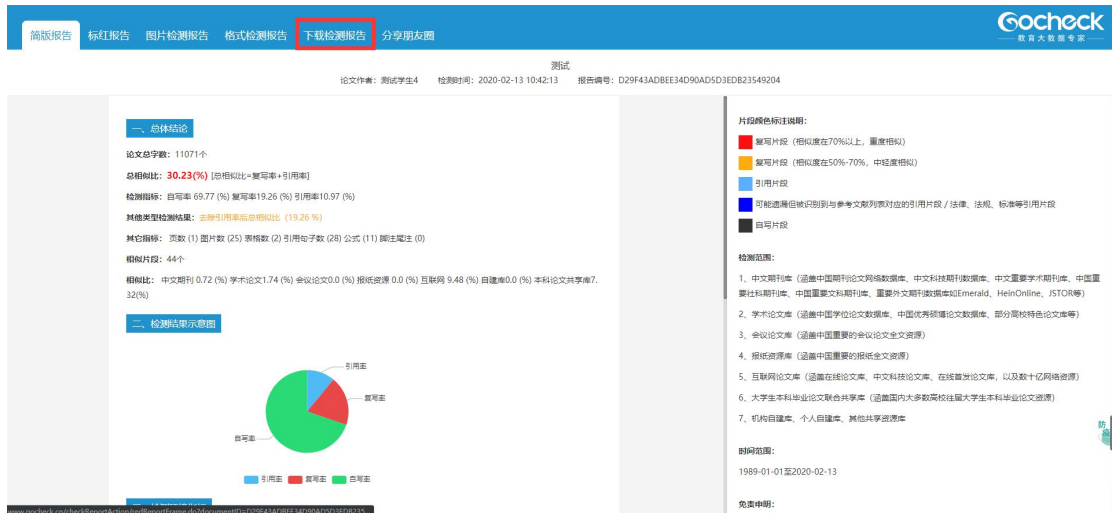 简版报告 标红报告 图片检测报告 格式检测报告 下载检测报告 分享朋友圈
Gocheck
教育大数据专家
测试
论文作者：测试学生4 检测时间：2020-02-13 10:42:13 报告编号：D29F43ADBEE34D90AD5D3EDB23549204
一、总体结论
论文总字数：11071个
总相似比：30.23(%) [总相似比=复写率+引用率]
检测指标：自写率 69.77 (%) 复写率19.26 (%) 引用率10.97 (%)
其他类型检测结果：去除引用率后总相似比（19.26 %）
其它指标： 页数 (1) 图片数 (25) 表格数 (2) 引用句子数 (28) 公式 (11) 脚注尾注 (0)
相似片段：44个
相似比： 中文期刊 0.72 (%) 学术论文1.74 (%) 会议论文0.0 (%) 报纸资源 0.0 (%) 互联网 9.48 (%) 自建库0.0 (%) 本科论文共享库7.
32(%)
二、检测结果示意图
引用率
复写率
自写率
引用率 复写率 自写率
片段颜色标注说明：
复写片段（相似度在70%以上，重度相似）
复写片段（相似度在50%-70%，中轻度相似）
引用片段
可能遗漏但被识别到与参考文献列表对应的引用片段 / 法律、法规、标准等引用片段
自写片段
检测范围：
1、中文期刊库（涵盖中国期刊论文网络数据库、中文科技期刊数据库、中文重要学术期刊库、中国重
要社科期刊库、中国重要文科期刊库、重要外文期刊数据库如Emerald、HeinOnline、JSTOR等）
2、学术论文库（涵盖中国学位论文数据库、中国优秀硕博论文数据库、部分高校特色论文库等）
3、会议论文库（涵盖中国重要的会议论文全文资源）
4、报纸资源库（涵盖中国重要的报纸全文资源）
5、互联网论文库（涵盖在线论文库、中文科技论文库、在线首发论文库，以及数十亿网络资源）
6、大学生本科毕业论文联合共享库（涵盖国内大多数高校往届大学生本科毕业论文资源）
7、机构自建库、个人自建库、其他共享资源库
防
时间范围：
1989-01-01至2020-02-13
免责申明：
www.gocheck.cn/checkReportAction/redReportFrame.do?documentID=D29F43ADBEE34D90AD5D3EDB235...